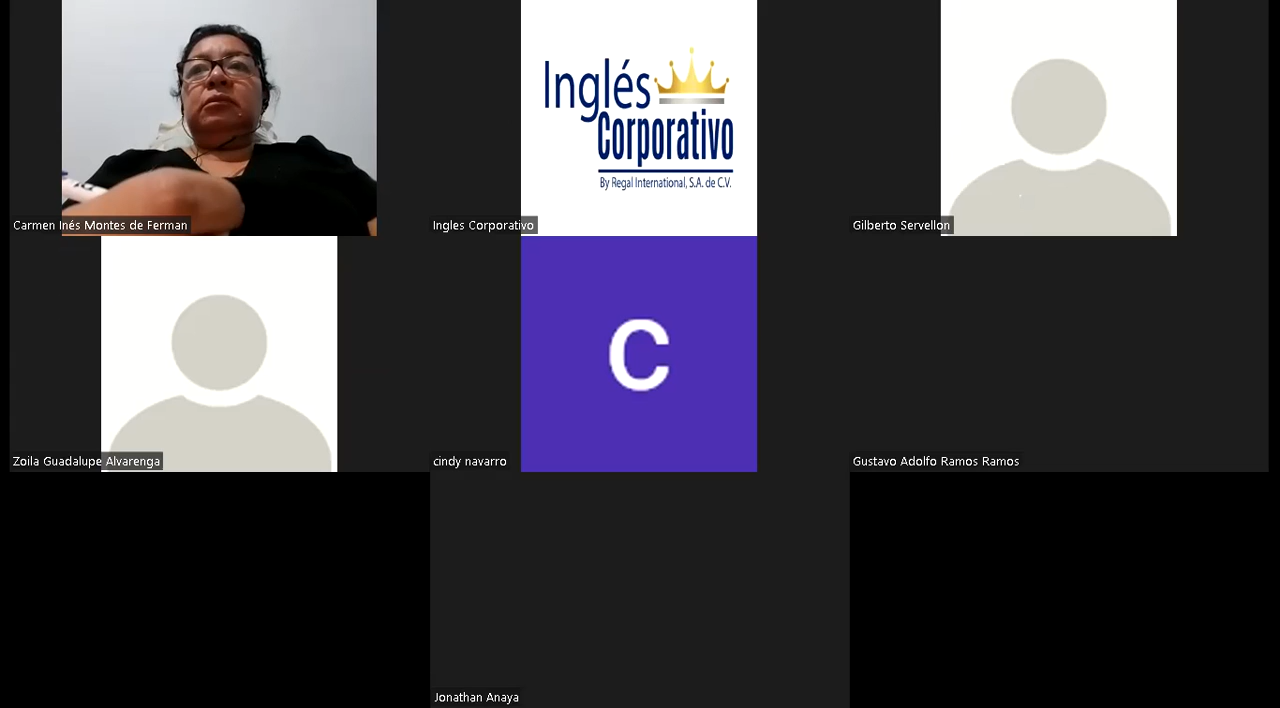 Inglés
Corporativo
By Regal International, S.A. de C.V.
Carmen Inés Montes de Ferman
Ingles Corporativo
Gilberto Servellon
C
Zoila Guadalupe Alvarenga
cindy navarro
Gustavo Adolfo Ramos Ramos
Jonathan Anaya